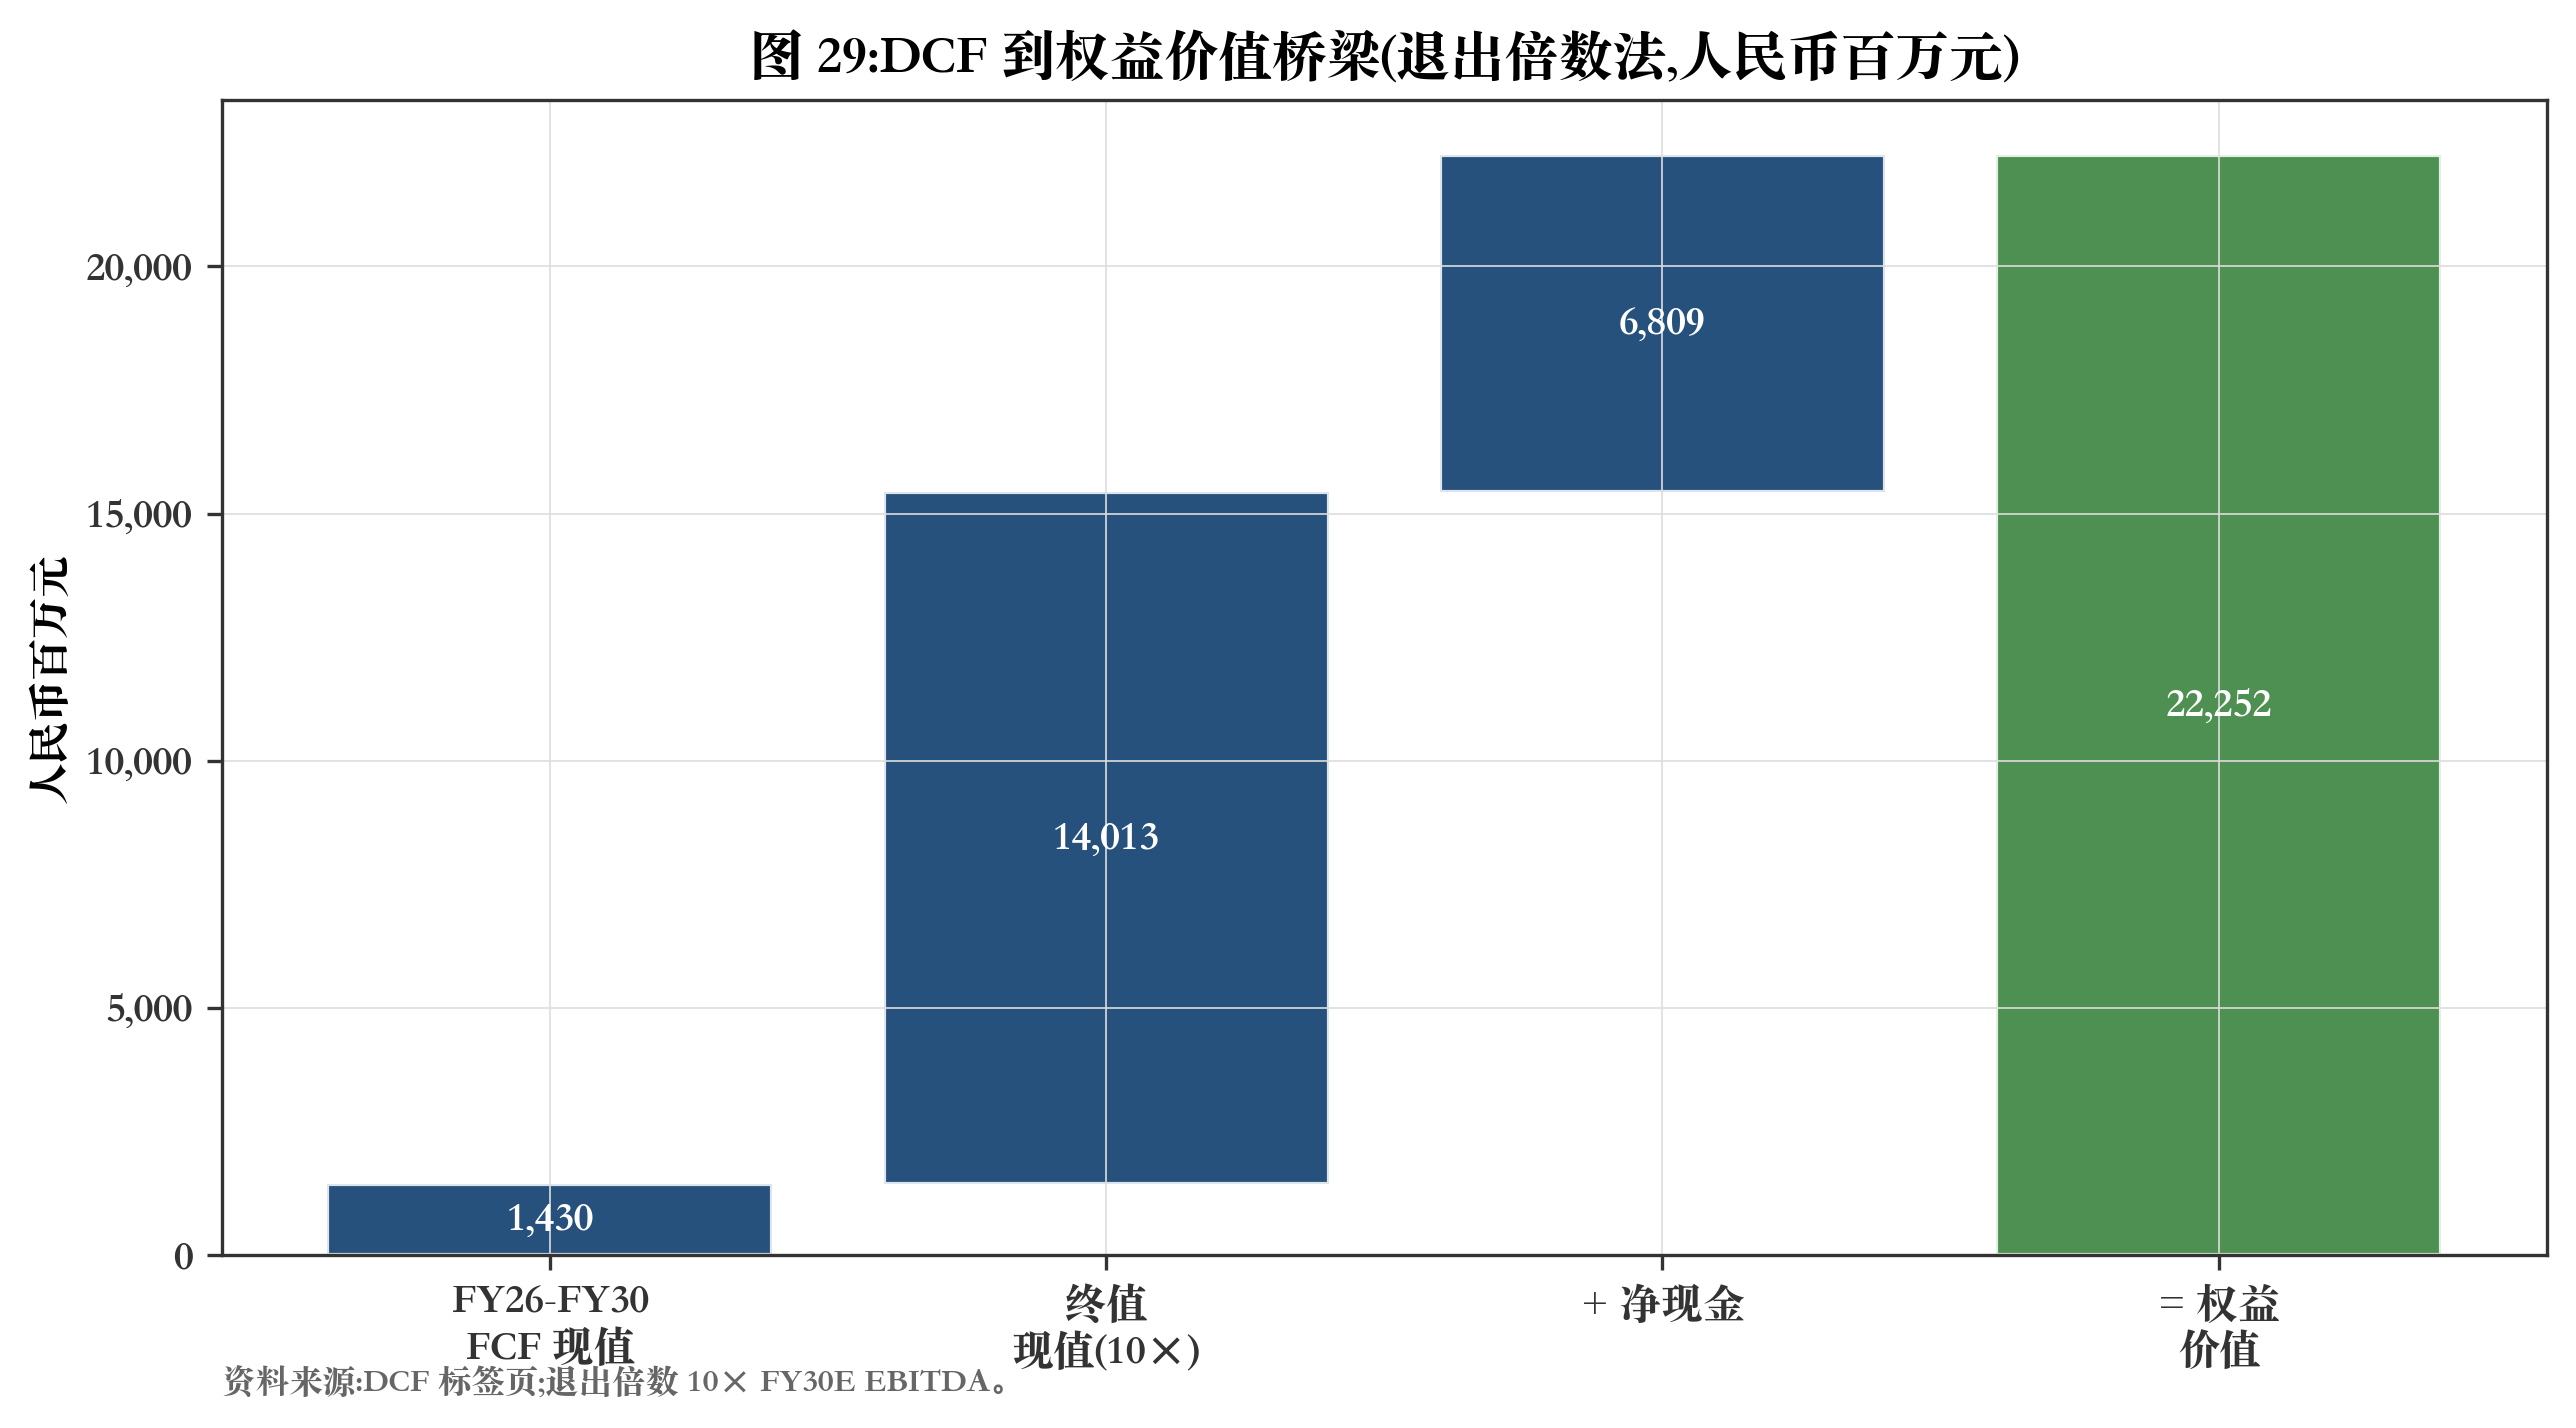 图 29:DCF 到权益价值桥梁(退出倍数法,人民币百万元)
人民币百万元
20,000
15,000
10,000
5,000
0
1,430
14,013
6,809
22,252
FY26-FY30
FCF 现值
终值
现值(10×)
+ 净现金
= 权益
价值
资料来源:DCF 标签页;退出倍数 10× FY30E EBITDA。